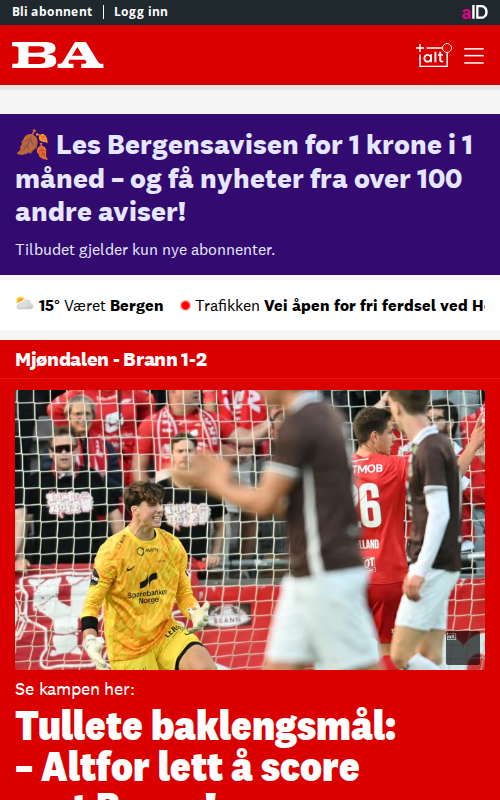 Bli abonnent | Logg inn
aID
BA
alt
🍂 Les Bergensavisen for 1 krone i 1
måned – og få nyheter fra over 100
andre aviser!
Tilbudet gjelder kun nye abonnenter.
15° Været Bergen
Trafikken Vei åpen for fri ferdsel ved H
Mjøndalen - Brann 1-2
TMOB
6
LLAND
Sparebanken
Norge
BRANN
Se kampen her:
Tullete baklengsmål:
– Altfor lett å score